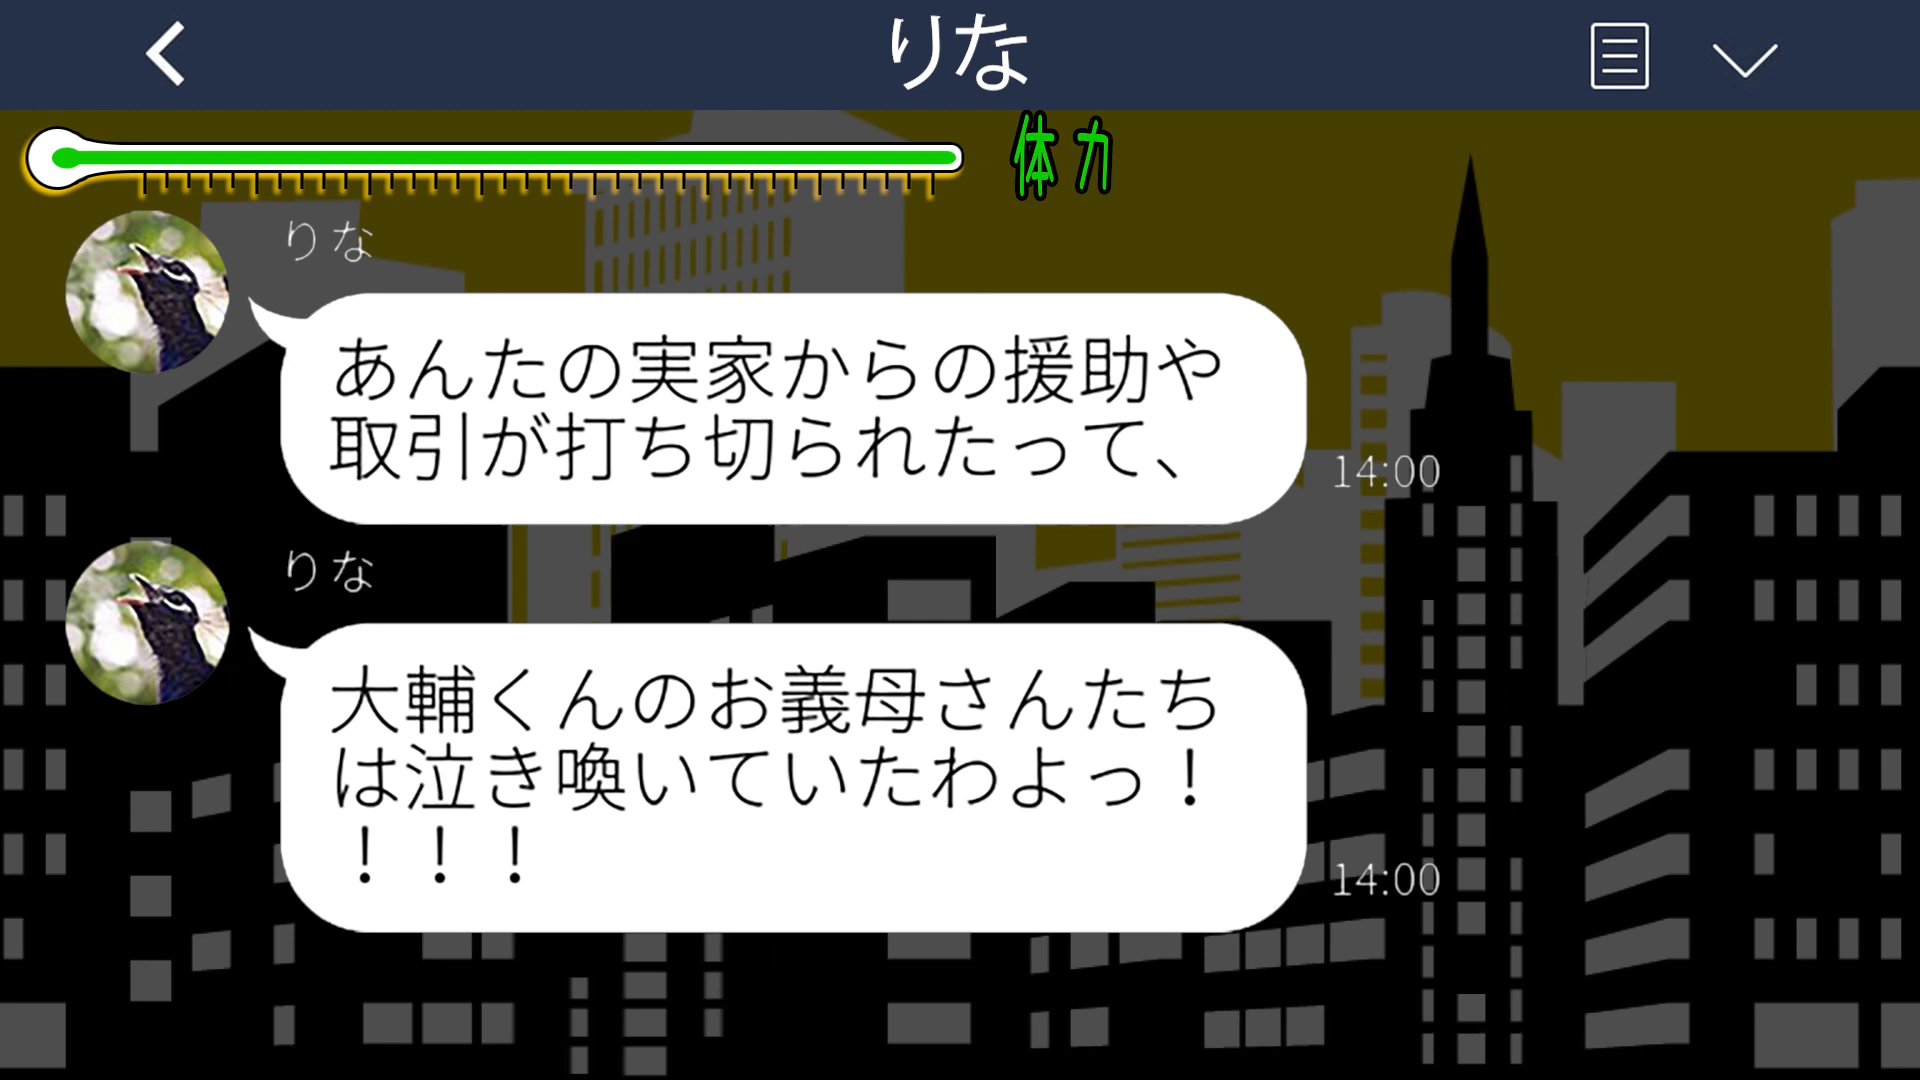 りな
体力
りな
あんたの実家からの援助や
取引が打ち切られたって、
14:00
りな
大輔くんのお義母さんたち
は泣き喚いていたわよっ！
！！！
14:00